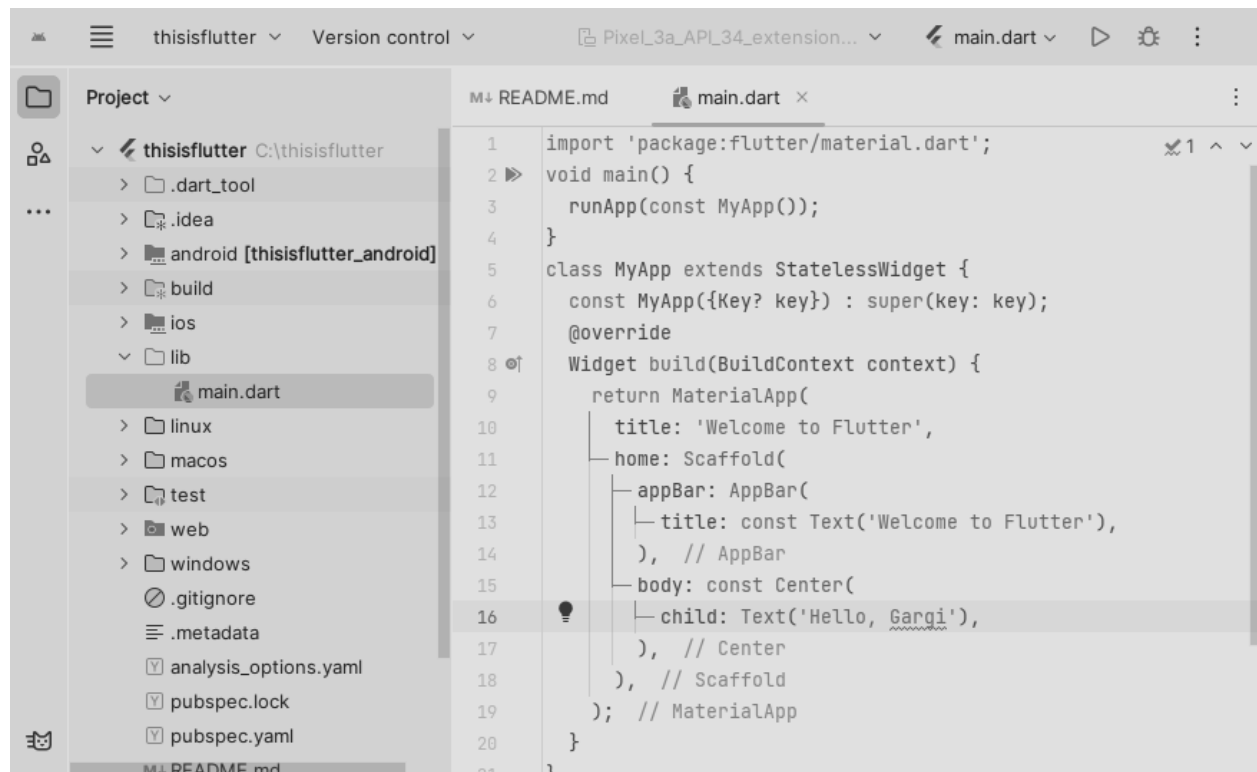 thisisflutter Version control Pixel_3a_API_34_extension... main.dart
Project
thisisflutter C:\thisisflutter
.dart_tool
.idea
android [thisisflutter_android]
build
ios
lib
main.dart
linux
macos
test
web
windows
.gitignore
.metadata
analysis_options.yaml
pubspec.lock
pubspec.yaml
M↓ README.md
M↓ README.md main.dart ×
1 import 'package:flutter/material.dart';
1
2 void main() {
3 runApp(const MyApp());
4 }
5 class MyApp extends StatelessWidget {
6 const MyApp({Key? key}) : super(key: key);
7 @override
8 Widget build(BuildContext context) {
9 return MaterialApp(
10 title: 'Welcome to Flutter',
11 home: Scaffold(
12 appBar: AppBar(
13 title: const Text('Welcome to Flutter'),
14 ), // AppBar
15 body: const Center(
16 child: Text('Hello, Gargi'),
17 ), // Center
18 ), // Scaffold
19 ); // MaterialApp
20 }
21 }